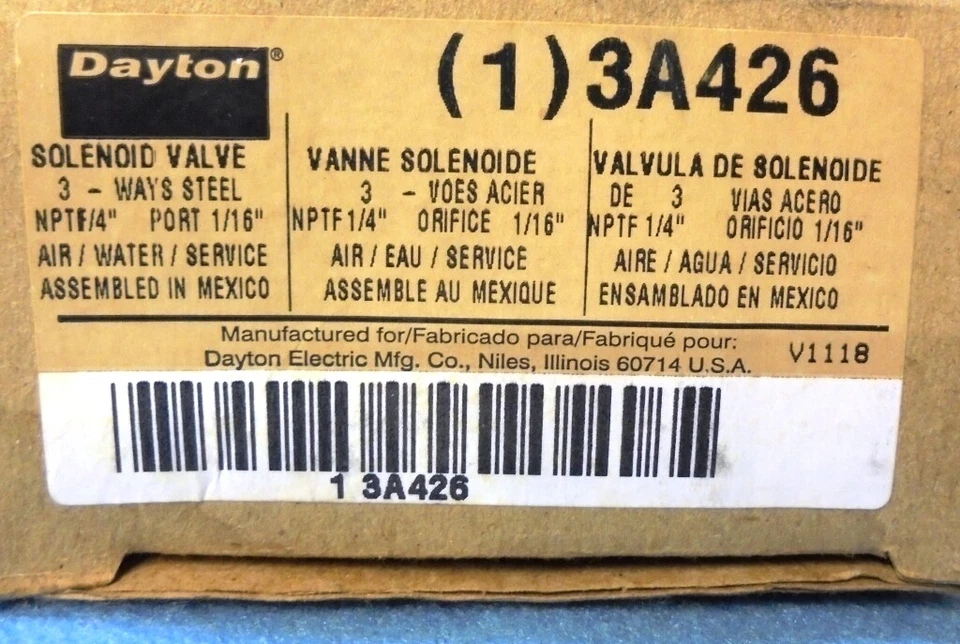 Dayton®
(1)3A426
SOLENOID VALVE
3 - WAYS STEEL
NPTF/4" PORT 1/16"
AIR / WATER / SERVICE
ASSEMBLED IN MEXICO
VANNE SOLENOIDE
3 - VOES ACIER
NPTF 1/4" ORIFICE 1/16"
AIR / EAU / SERVICE
ASSEMBLE AU MEXIQUE
VALVULA DE SOLENOIDE
DE 3 VIAS ACERO
NPTF 1/4" ORIFICIO 1/16"
AIRE / AGUA / SERVICIO
ENSAMBLADO EN MEXICO
Manufactured for/Fabricado para/Fabriqué pour:
Dayton Electric Mfg. Co., Niles, Illinois 60714 U.S.A.
V1118
1 3A426